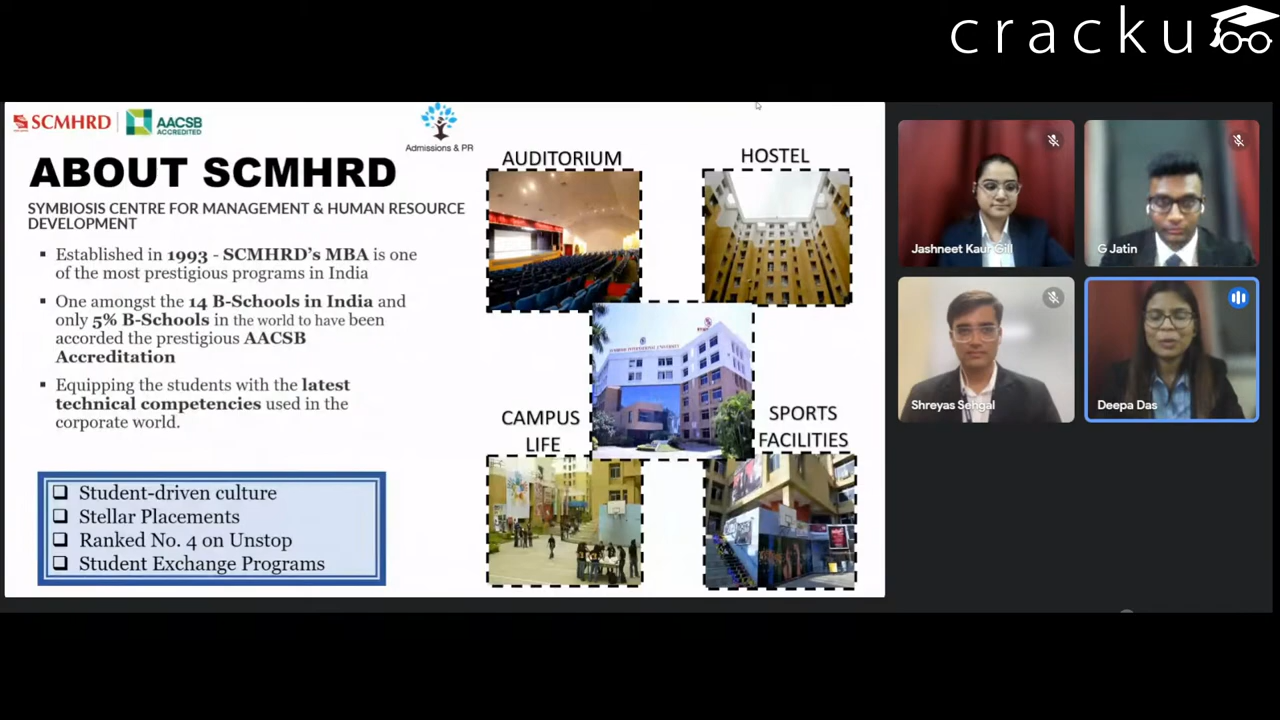 cracku
SCMHRD
AACSB
ACCREDITED
Admissions & PR
ABOUT SCMHRD
SYMBIOSIS CENTRE FOR MANAGEMENT & HUMAN RESOURCE
DEVELOPMENT
▪ Established in 1993 - SCMHRD's MBA is one
of the most prestigious programs in India
▪ One amongst the 14 B-Schools in India and
only 5% B-Schools in the world to have been
accorded the prestigious AACSB
Accreditation
▪ Equipping the students with the latest
technical competencies used in the
corporate world.
❑ Student-driven culture
❑ Stellar Placements
❑ Ranked No. 4 on Unstop
❑ Student Exchange Programs
AUDITORIUM
HOSTEL
CAMPUS
LIFE
SPORTS
FACILITIES
Jashneet Kaur Gill
G Jatin
Shreyas Sehgal
Deepa Das